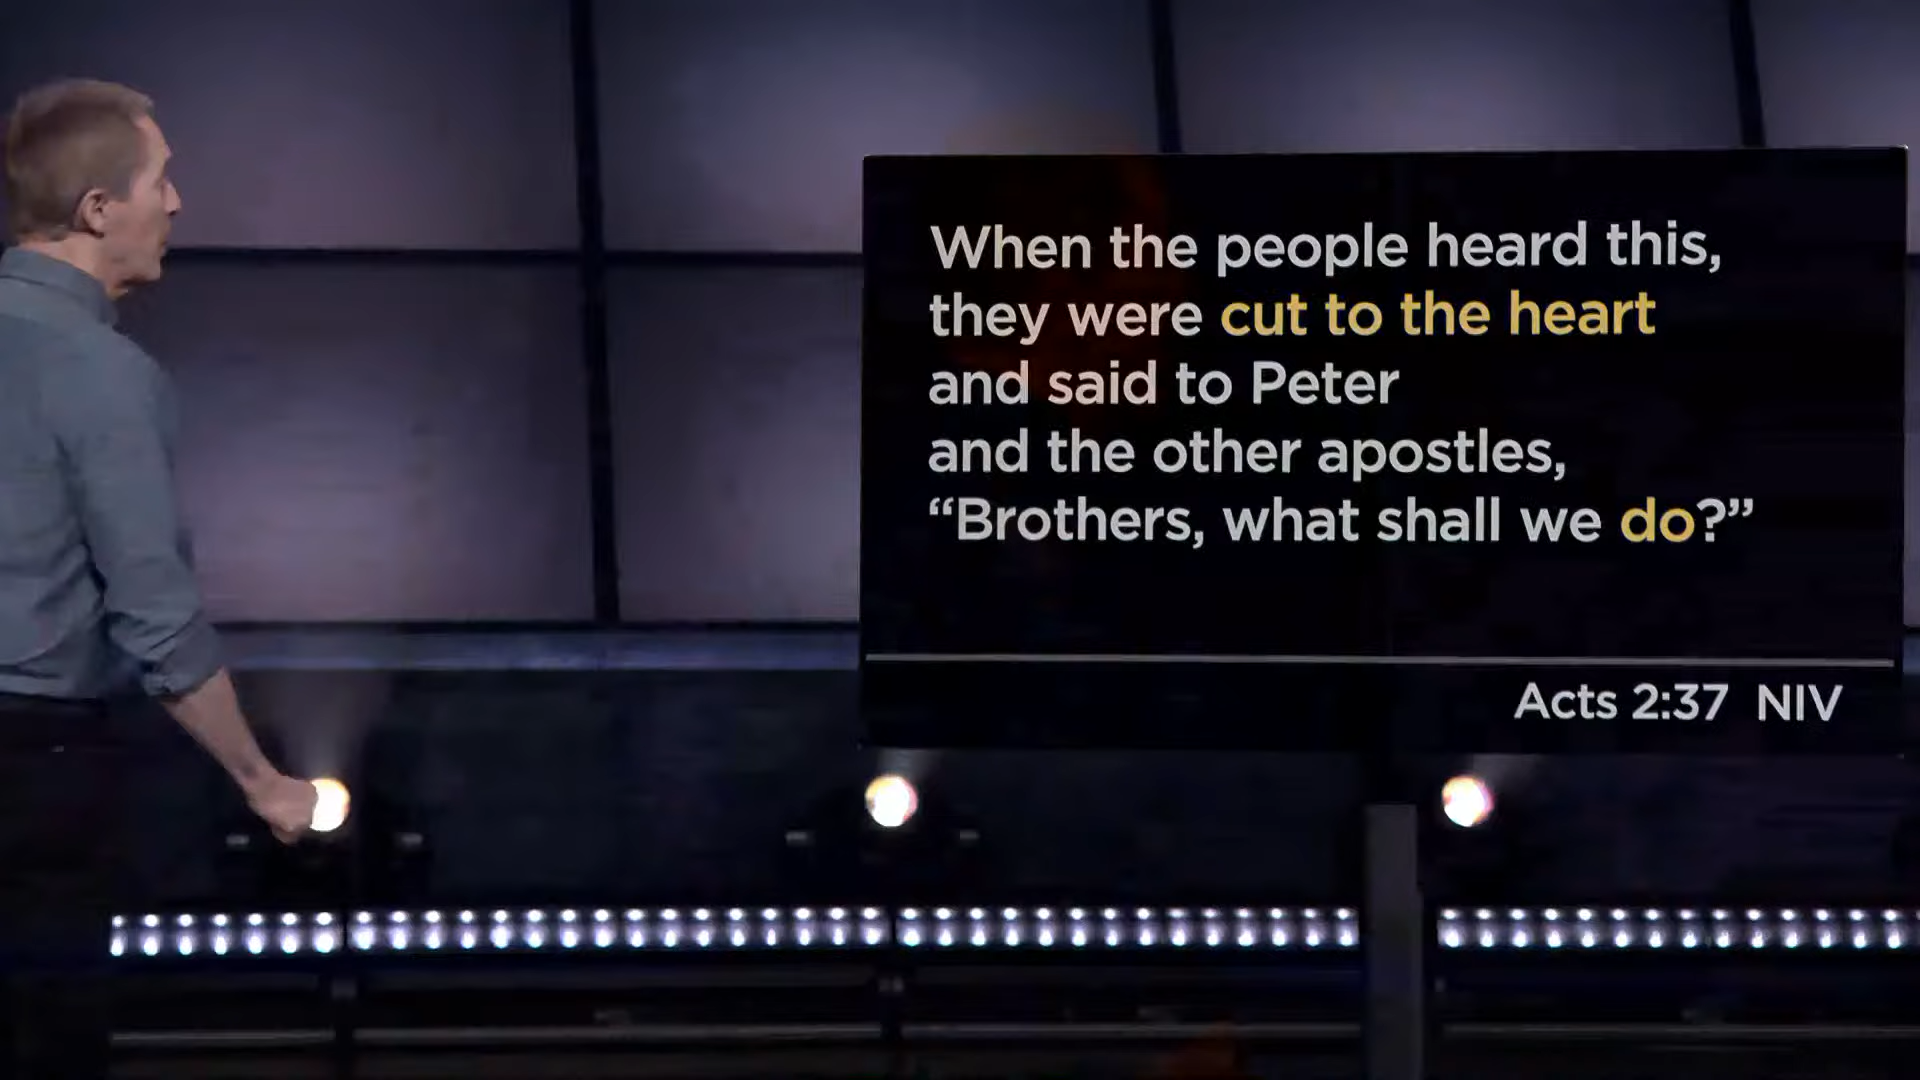 When the people heard this,
they were cut to the heart
and said to Peter
and the other apostles,
“Brothers, what shall we do?”
Acts 2:37 NIV